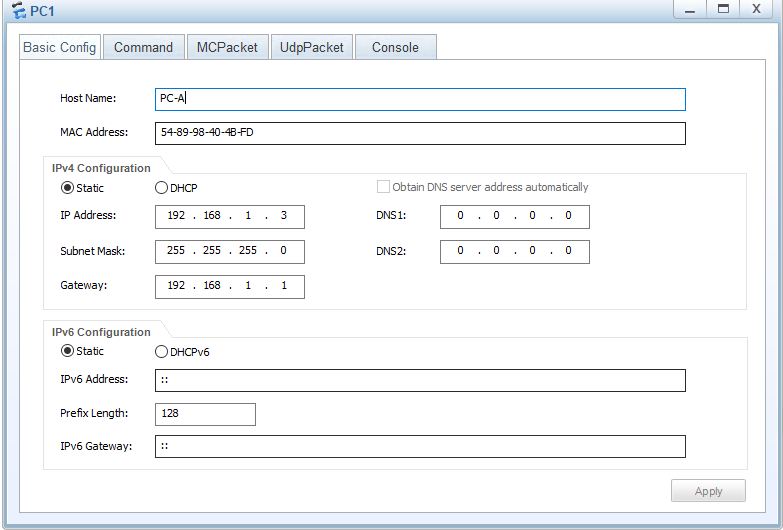 PC1
Basic Config Command MCPacket UdpPacket Console
Host Name: PC-A
MAC Address: 54-89-98-40-4B-FD
IPv4 Configuration
Static DHCP Obtain DNS server address automatically
IP Address: 192 . 168 . 1 . 3 DNS1: 0 . 0 . 0 . 0
Subnet Mask: 255 . 255 . 255 . 0 DNS2: 0 . 0 . 0 . 0
Gateway: 192 . 168 . 1 . 1
IPv6 Configuration
Static DHCPv6
IPv6 Address: ::
Prefix Length: 128
IPv6 Gateway: ::
Apply